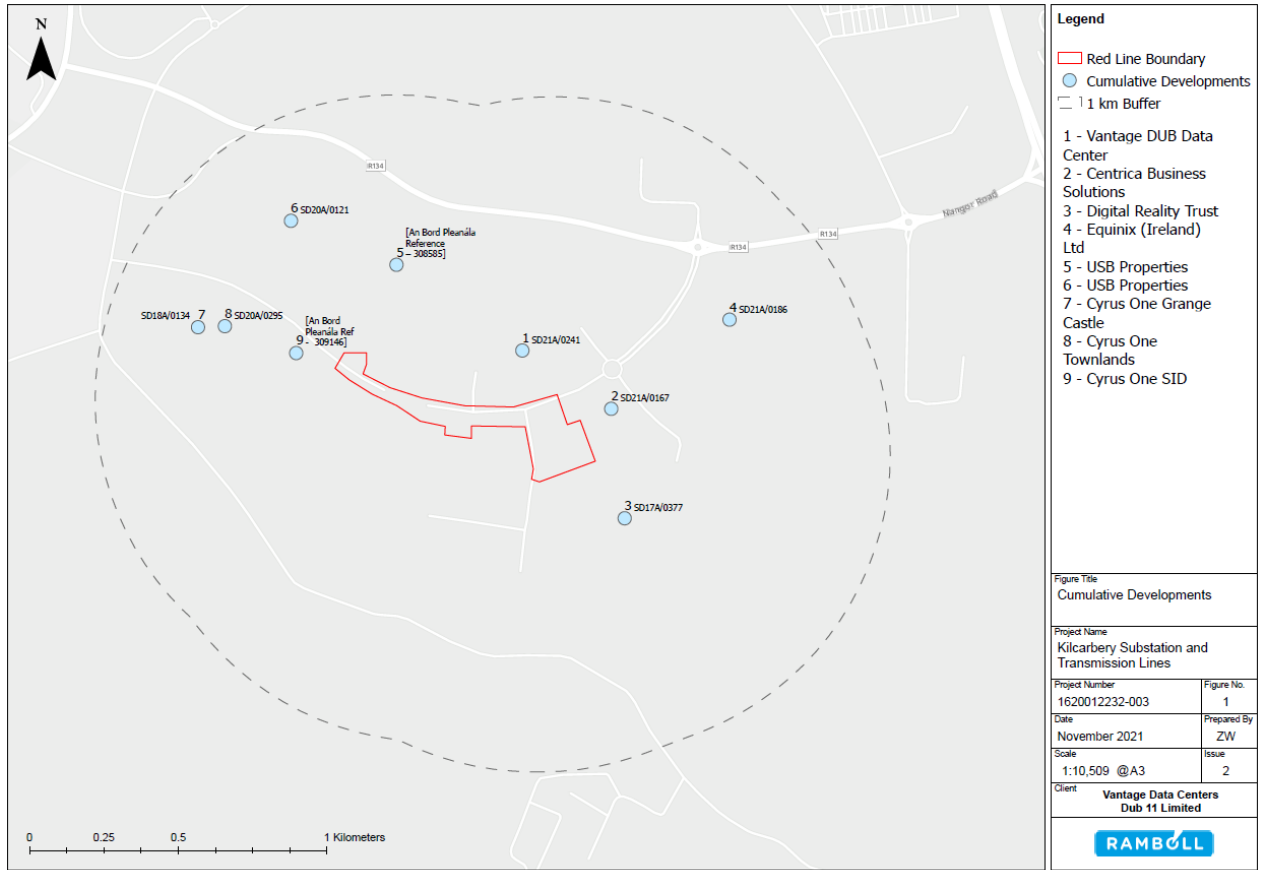 N
R134
6 SD20A/0121
[An Bord Pleanála
Reference
5 – 308585]
Nangor Road
R134
R134
SD18A/0134 7
8 SD20A/0295
[An Bord
Pleanála Ref
9 - 309146]
4 SD21A/0186
1 SD21A/0241
2 SD21A/0167
3 SD17A/0377
0 0.25 0.5 1 Kilometers
Legend
Red Line Boundary
Cumulative Developments
1 km Buffer
1 - Vantage DUB Data
Center
2 - Centrica Business
Solutions
3 - Digital Reality Trust
4 - Equinix (Ireland)
Ltd
5 - USB Properties
6 - USB Properties
7 - Cyrus One Grange
Castle
8 - Cyrus One
Townlands
9 - Cyrus One SID
Figure Title
Cumulative Developments
Project Name
Kilcarbery Substation and
Transmission Lines
Project Number
1620012232-003
Figure No.
1
Date
November 2021
Prepared By
ZW
Scale
1:10,509 @A3
Issue
2
Client
Vantage Data Centers
Dub 11 Limited
RAMBOLL